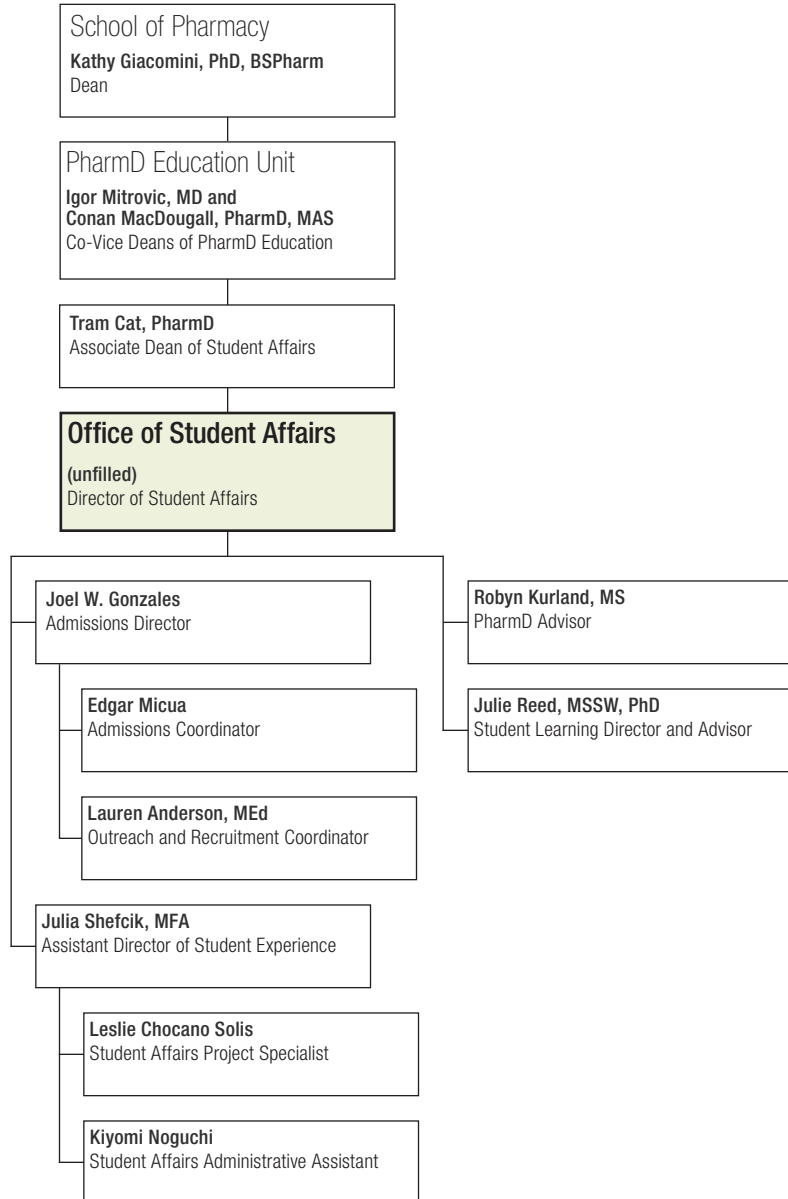 School of Pharmacy
Kathy Giacomini, PhD, BSPharm
Dean
PharmD Education Unit
Igor Mitrovic, MD and
Conan MacDougall, PharmD, MAS
Co-Vice Deans of PharmD Education
Tram Cat, PharmD
Associate Dean of Student Affairs
Office of Student Affairs
(unfilled)
Director of Student Affairs
Joel W. Gonzales
Admissions Director
Edgar Micua
Admissions Coordinator
Lauren Anderson, MEd
Outreach and Recruitment Coordinator
Julia Shefcik, MFA
Assistant Director of Student Experience
Leslie Chocano Solis
Student Affairs Project Specialist
Kiyomi Noguchi
Student Affairs Administrative Assistant
Robyn Kurland, MS
PharmD Advisor
Julie Reed, MSSW, PhD
Student Learning Director and Advisor